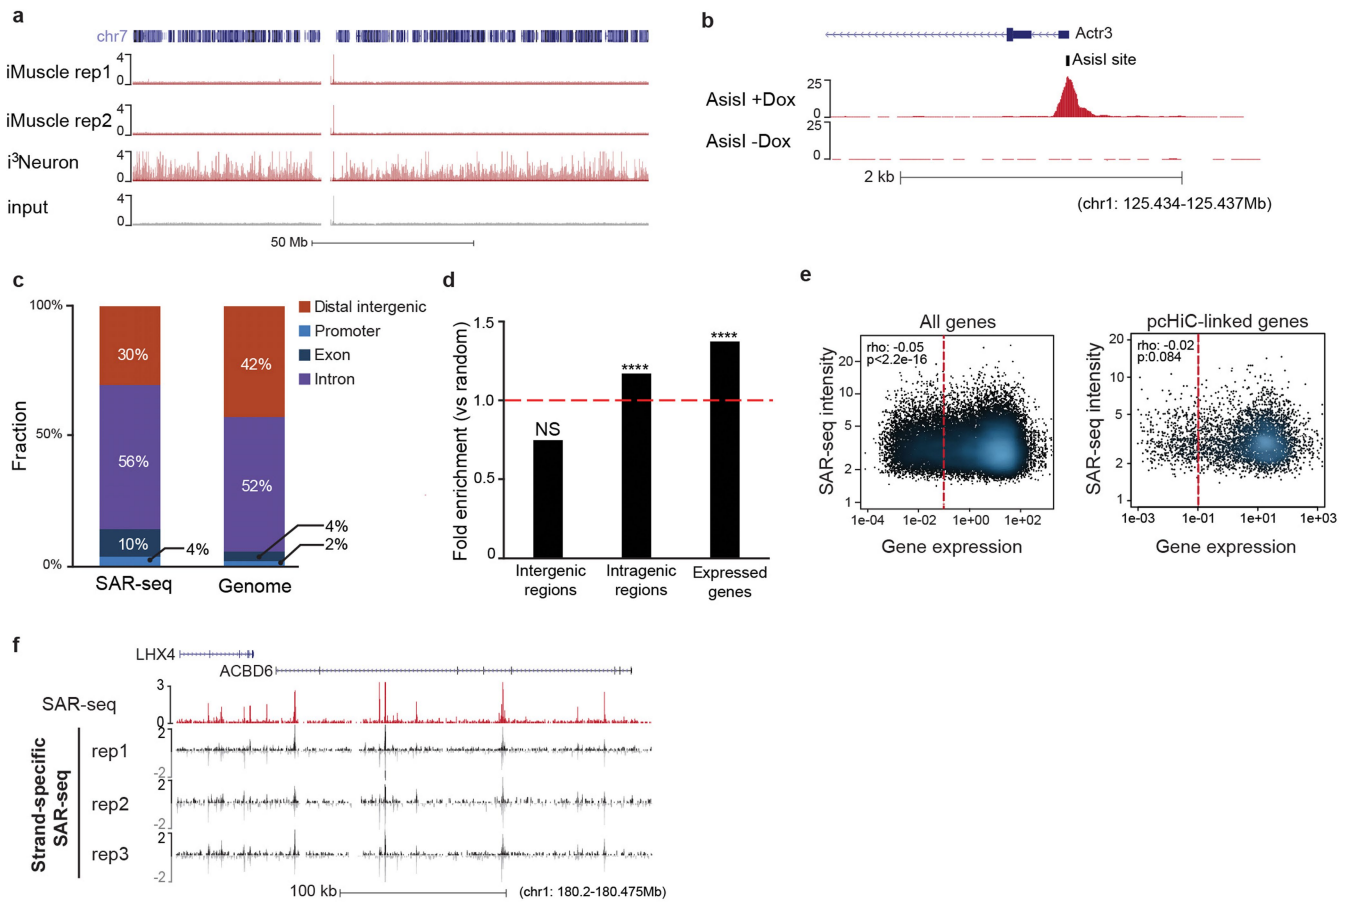 a
chr7
iMuscle rep1
4
0
iMuscle rep2
4
0
i³Neuron
4
0
input
4
0
50 Mb
b
Actr3
AsisI site
AsisI +Dox
25
0
AsisI -Dox
25
0
2 kb
(chr1: 125.434-125.437Mb)
c
Fraction
100%
50%
0%
30%
56%
10%
4%
42%
52%
4%
2%
SAR-seq
Genome
Distal intergenic
Promoter
Exon
Intron
d
Fold enrichment (vs random)
1.5
1.0
0.5
0
NS
****
****
Intergenic regions
Intragenic regions
Expressed genes
e
All genes
rho: -0.05
p<2.2e-16
SAR-seq intensity
20
10
5
2
1
1e-04 1e-02 1e+00 1e+02
Gene expression
pcHiC-linked genes
rho: -0.02
p:0.084
SAR-seq intensity
20
10
5
2
1
1e-03 1e-01 1e+01 1e+03
Gene expression
f
LHX4
ACBD6
SAR-seq
3
0
Strand-specific
SAR-seq
rep1
2
-2
rep2
2
-2
rep3
2
-2
100 kb
(chr1: 180.2-180.475Mb)